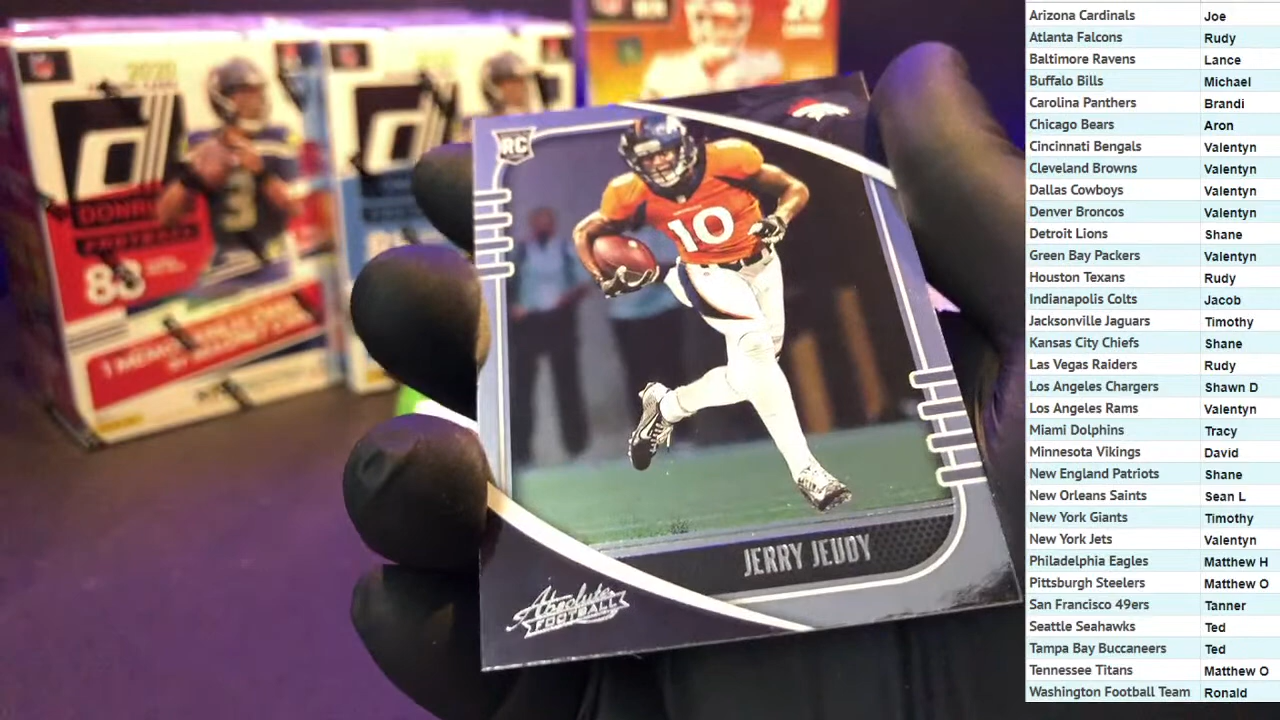 2020
DONRUSS
FOOTBALL
88
RC
10
3
JERRY JEUDY
Absolute
FOOTBALL
Arizona Cardinals Joe
Atlanta Falcons Rudy
Baltimore Ravens Lance
Buffalo Bills Michael
Carolina Panthers Brandi
Chicago Bears Aron
Cincinnati Bengals Valentyn
Cleveland Browns Valentyn
Dallas Cowboys Valentyn
Denver Broncos Valentyn
Detroit Lions Shane
Green Bay Packers Valentyn
Houston Texans Rudy
Indianapolis Colts Jacob
Jacksonville Jaguars Timothy
Kansas City Chiefs Shane
Las Vegas Raiders Rudy
Los Angeles Chargers Shawn D
Los Angeles Rams Valentyn
Miami Dolphins Tracy
Minnesota Vikings David
New England Patriots Shane
New Orleans Saints Sean L
New York Giants Timothy
New York Jets Valentyn
Philadelphia Eagles Matthew H
Pittsburgh Steelers Matthew O
San Francisco 49ers Tanner
Seattle Seahawks Ted
Tampa Bay Buccaneers Ted
Tennessee Titans Matthew O
Washington Football Team Ronald